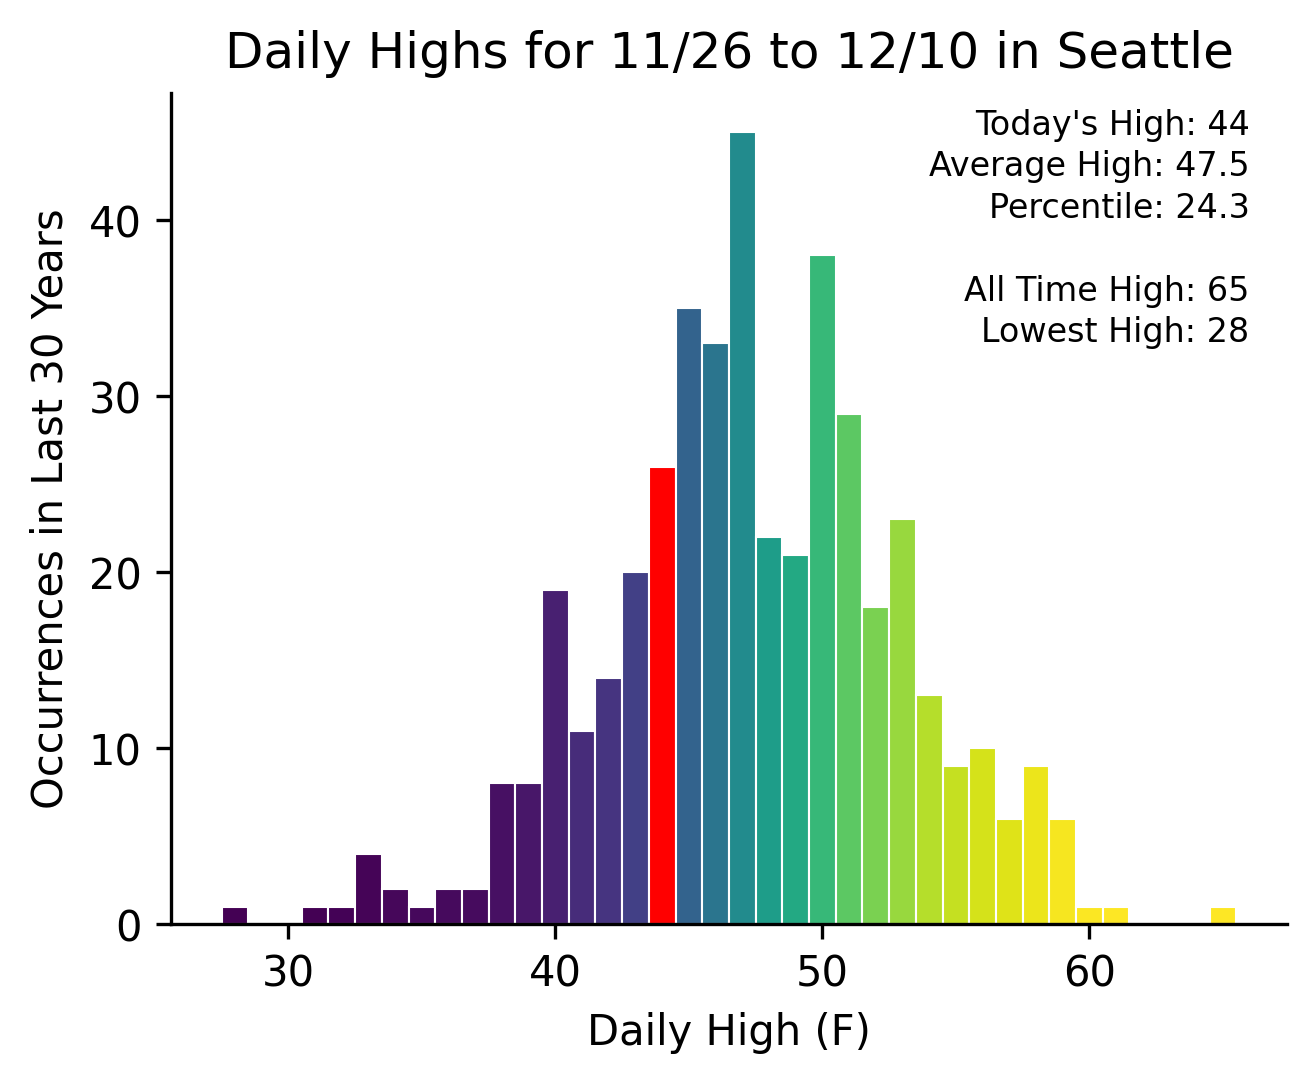 Daily Highs for 11/26 to 12/10 in Seattle
Today's High: 44
Average High: 47.5
Percentile: 24.3
All Time High: 65
Lowest High: 28
Occurrences in Last 30 Years
40
30
20
10
0
30
40
50
60
Daily High (F)